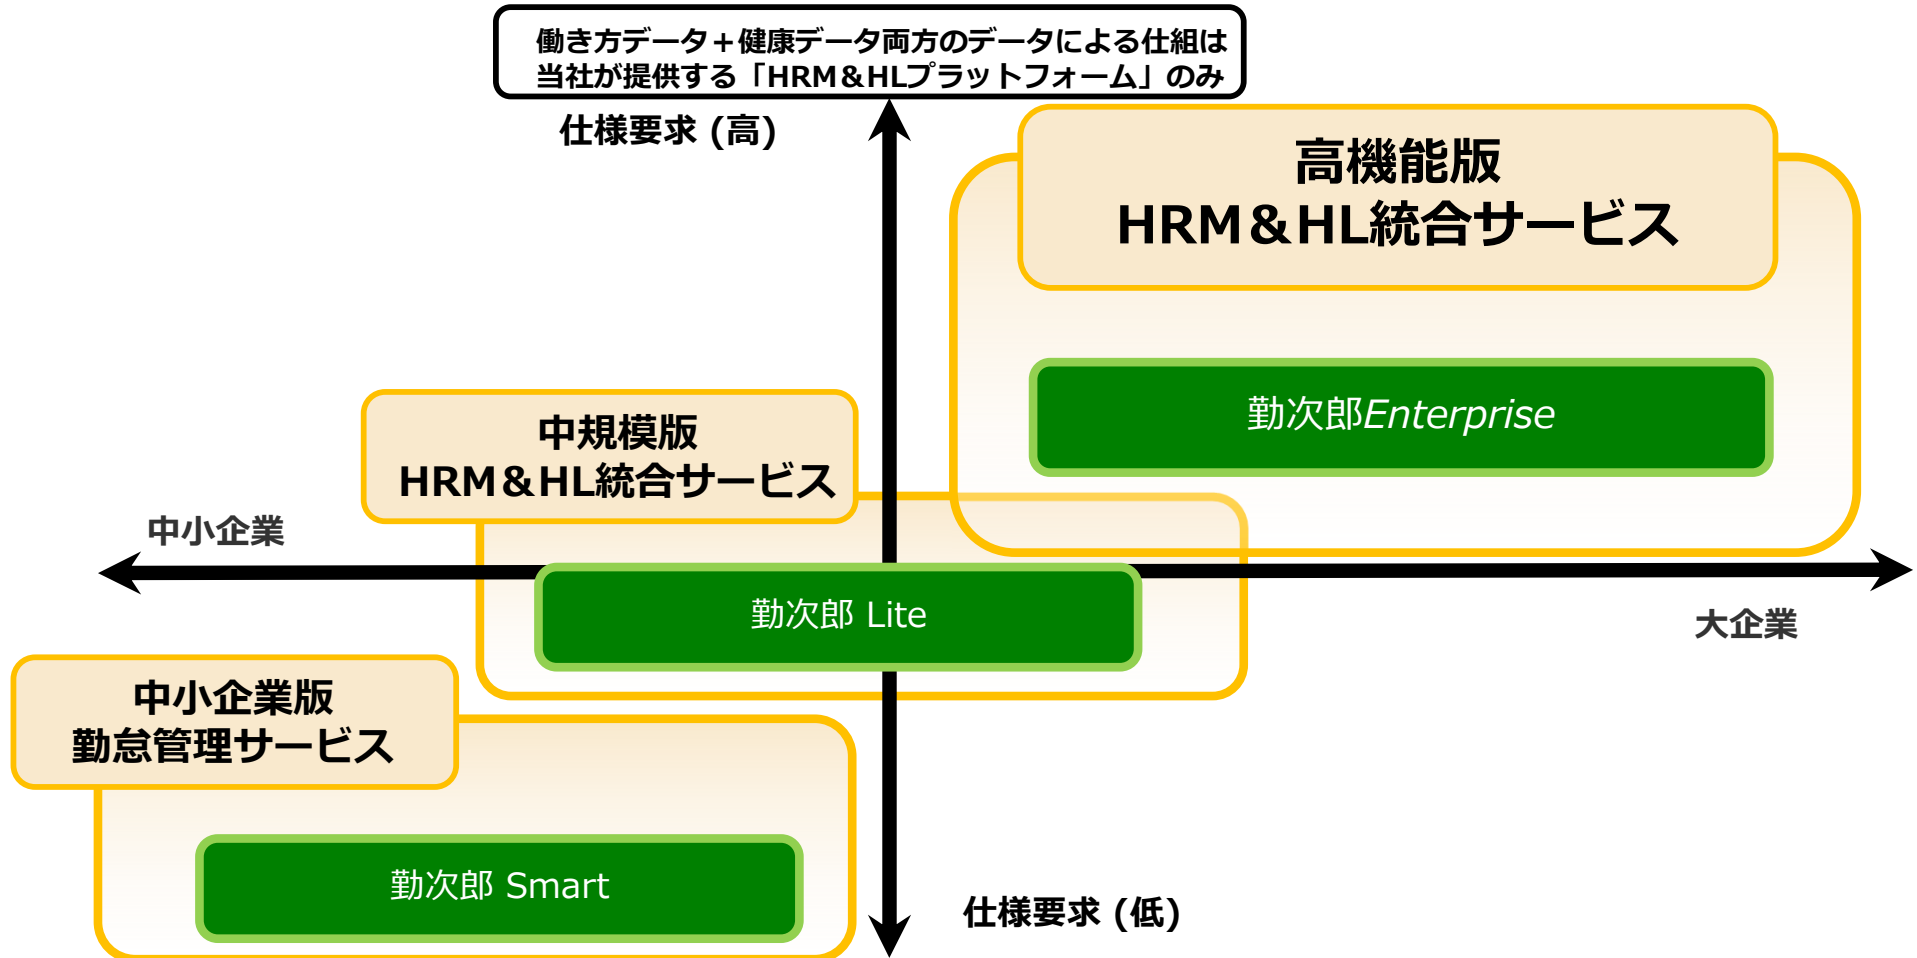 働き方データ＋健康データ両方のデータによる仕組は
当社が提供する「HRM＆HLプラットフォーム」のみ
仕様要求 (高)
高機能版
HRM＆HL統合サービス
勤次郎Enterprise
中規模版
HRM＆HL統合サービス
中小企業
勤次郎 Lite
大企業
中小企業版
勤怠管理サービス
勤次郎 Smart
仕様要求 (低)